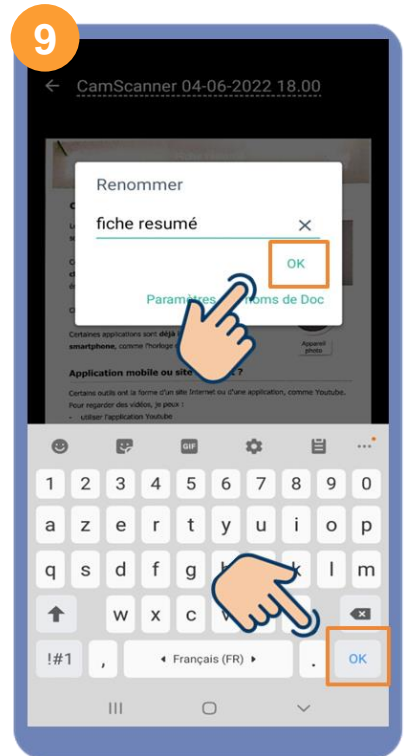 9
CamScanner 04-06-2022 18.00
Renommer
fiche resumé
OK
Paramètres noms de Doc
Certaines applications sont déjà
smartphone, comme l'horloge
Appareil
photo
Application mobile ou site ?
Certains outils ont la forme d'un site Internet ou d'une application, comme Youtube.
Pour regarder des vidéos, je peux :
- utiliser l'application Youtube
GIF
1 2 3 4 5 6 7 8 9 0
a z e r t y u i o p
q s d f g k l m
w x c v
!#1 , Français (FR) . OK